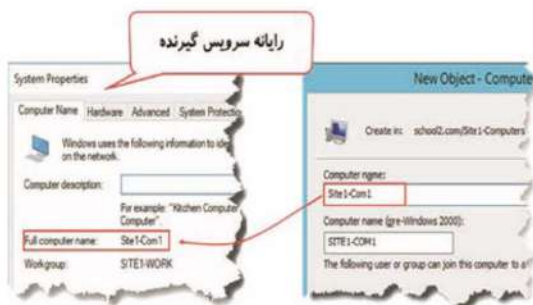 رایانه سرویس گیرنده
System Properties
Computer Name Hardware Advanced System Protectio
Windows uses the following information to ide
on the network.
Computer description:
For example: "Kitchen Computer
Computer".
Full computer name: Site1-Com1
Workgroup: SITE1-WORK
New Object - Compute
Create in: school2.com/Site1-Computers
Computer name:
Site1-Com1
Computer name (pre-Windows 2000):
SITE1-COM1
The following user or group can join this computer to a